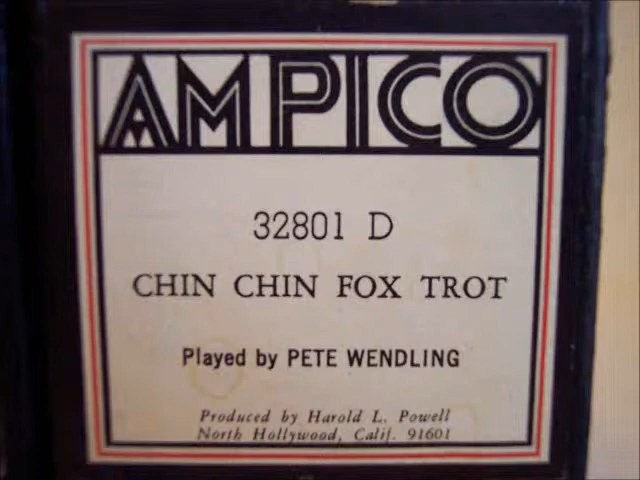 AMPICO
32801 D
CHIN CHIN FOX TROT
Played by PETE WENDLING
Produced by Harold L. Powell
North Hollywood, Calif. 91601